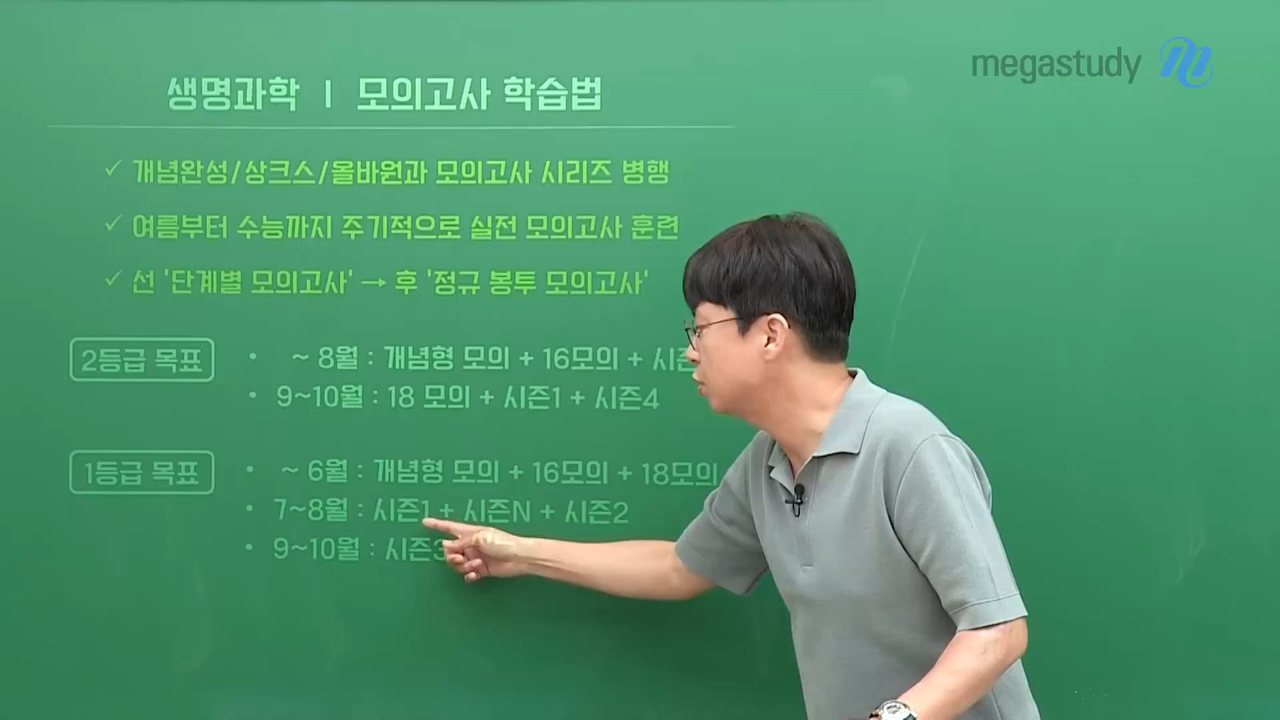 megastudy
생명과학 Ⅰ 모의고사 학습법
✓ 개념완성/상크스/올바원과 모의고사 시리즈 병행
✓ 여름부터 수능까지 주기적으로 실전 모의고사 훈련
✓ 선 '단계별 모의고사' → 후 '정규 봉투 모의고사'
2등급 목표 • ~ 8월 : 개념형 모의 + 16모의 +
• 9~10월 : 18 모의 + 시즌1 + 시즌4
1등급 목표 • ~ 6월 : 개념형 모의 + 16모의 + 18모의
• 7~8월 : 시즌1 + 시즌N + 시즌2
• 9~10월 : 시즌3